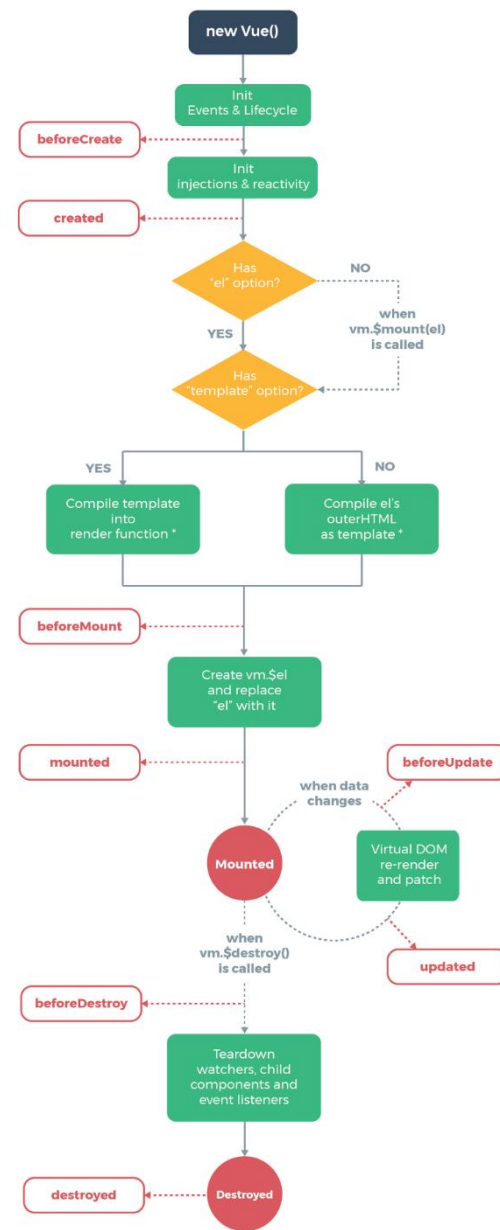 new Vue()
Init
Events & Lifecycle
beforeCreate
Init
injections & reactivity
created
Has
"el" option?
NO
when
vm.$mount(el)
is called
YES
Has
"template" option?
YES
NO
Compile template
into
render function *
Compile el's
outerHTML
as template *
beforeMount
Create vm.$el
and replace
"el" with it
mounted
beforeUpdate
when data
changes
Mounted
Virtual DOM
re-render
and patch
when
vm.$destroy()
is called
updated
beforeDestroy
Teardown
watchers, child
components and
event listeners
destroyed
Destroyed